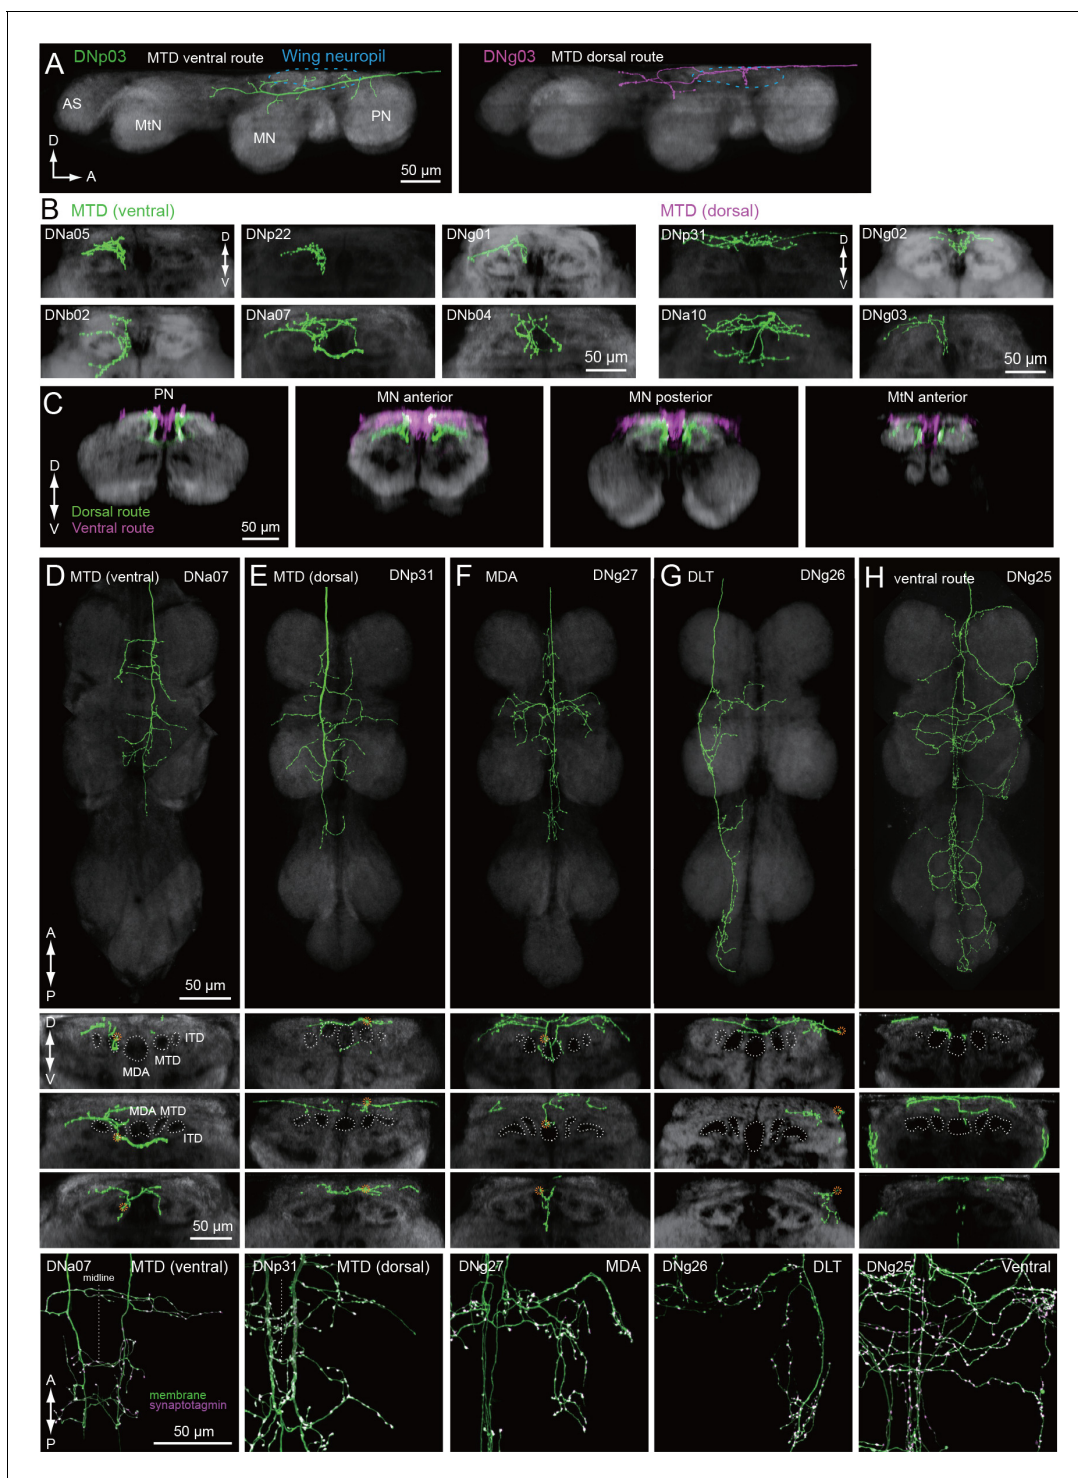 A DNp03 MTD ventral route Wing neuropil
AS
MtN
MN
PN
D
A
50 µm
DNg03 MTD dorsal route
B MTD (ventral)
MTD (dorsal)
DNa05
D
V
DNp22
DNg01
DNp31
D
V
DNg02
DNb02
DNa07
DNb04
50 µm
DNa10
DNg03
50 µm
C
PN
MN anterior
MN posterior
MtN anterior
D
V
Dorsal route
Ventral route
50 µm
D MTD (ventral) DNa07
E MTD (dorsal) DNp31
F MDA DNg27
G DLT DNg26
H ventral route DNg25
A
P
50 µm
D
V
ITD
MTD
MDA
MDA MTD
ITD
50 µm
DNa07 MTD (ventral)
midline
A
P
membrane
synaptotagmin
50 µm
DNp31 MTD (dorsal)
DNg27 MDA
DNg26 DLT
DNg25 Ventral